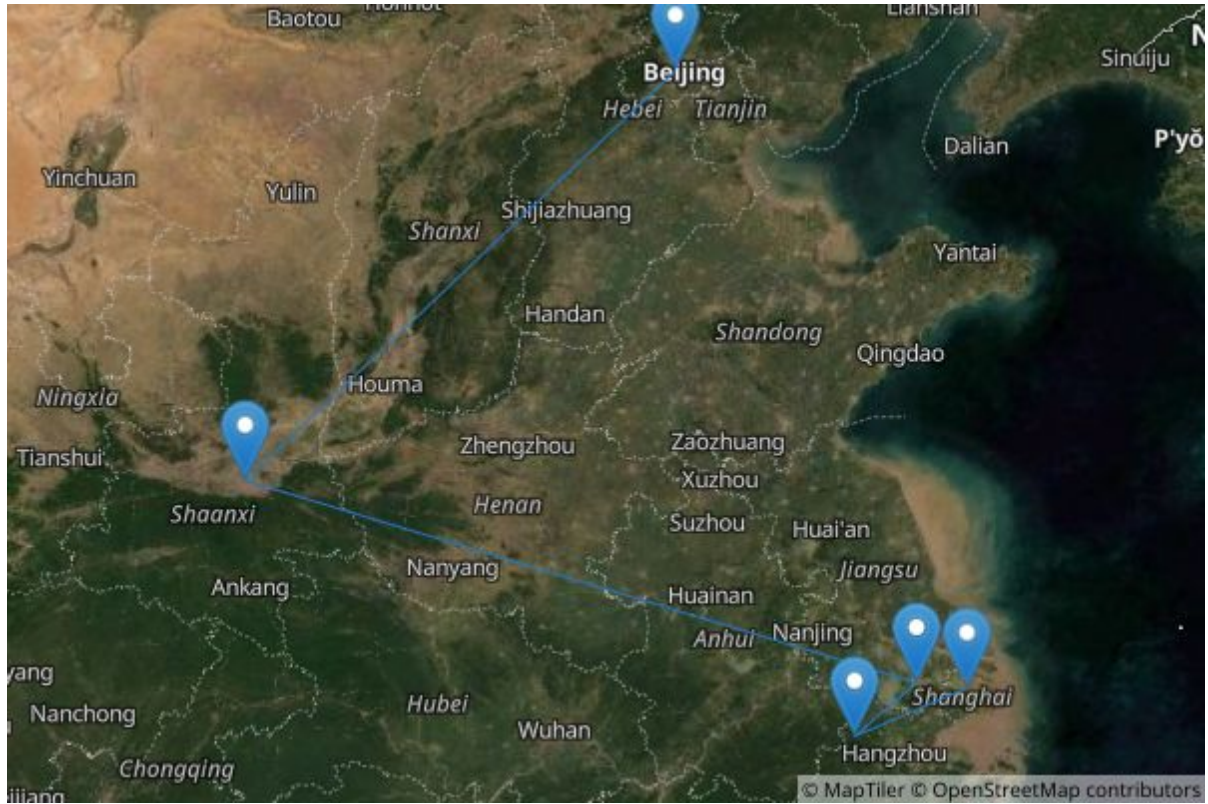 Baotou
Lianshan
Sinuiju
Beijing
Hebei
Tianjin
Dalian
P'yŏ
Yinchuan
Yulin
Shijiazhuang
Shanxi
Yantai
Handan
Shandong
Qingdao
Houma
Ningxia
Tianshui
Zhengzhou
Zaozhuang
Xuzhou
Shaanxi
Henan
Suzhou
Huai'an
Nanyang
Jiangsu
Ankang
Huainan
Anhui
Nanjing
yang
Shanghai
Nanchong
Hubei
Wuhan
Hangzhou
Chongqing
© MapTiler © OpenStreetMap contributors